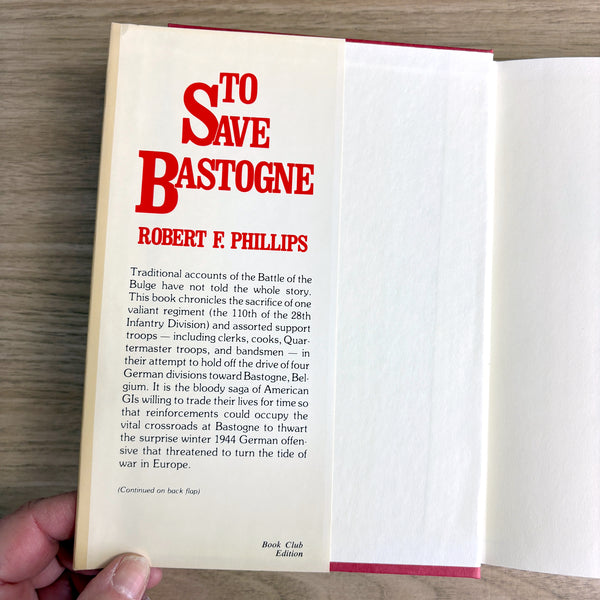 TO
SAVE
BASTOGNE
ROBERT F. PHILLIPS
Traditional accounts of the Battle of the
Bulge have not told the whole story.
This book chronicles the sacrifice of one
valiant regiment (the 110th of the 28th
Infantry Division) and assorted support
troops — including clerks, cooks, Quar-
termaster troops, and bandsmen — in
their attempt to hold off the drive of four
German divisions toward Bastogne, Bel-
gium. It is the bloody saga of American
GIs willing to trade their lives for time so
that reinforcements could occupy the
vital crossroads at Bastogne to thwart
the surprise winter 1944 German offen-
sive that threatened to turn the tide of
war in Europe.
(Continued on back flap)
Book Club
Edition